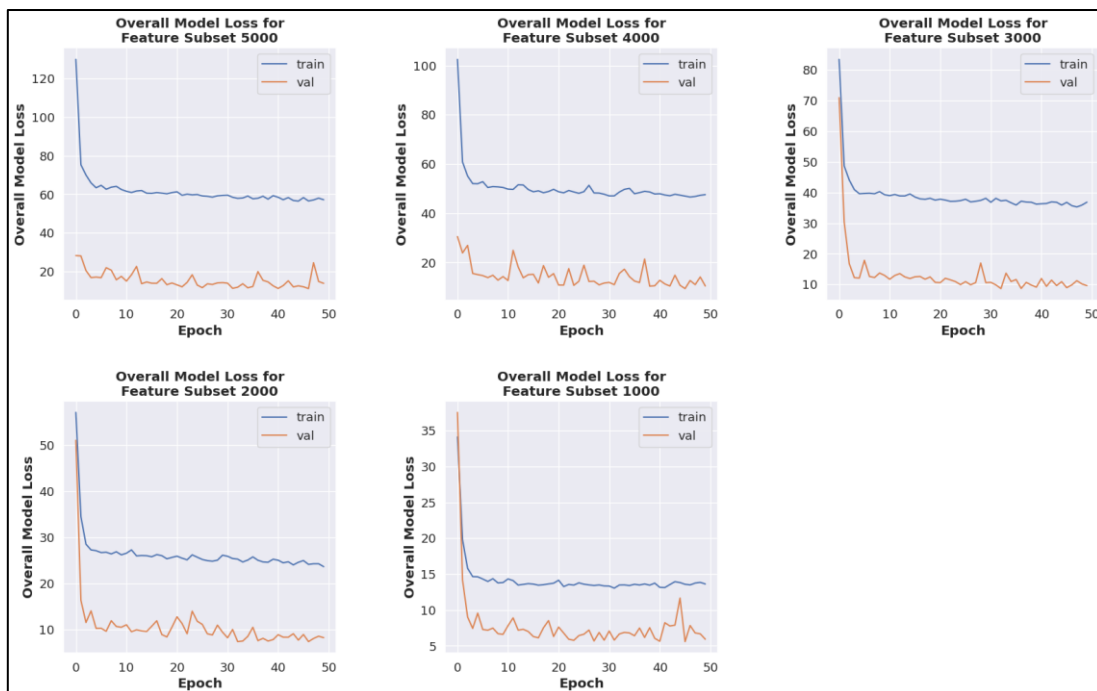 Overall Model Loss for
Feature Subset 5000
train
val
120
100
80
60
40
20
0 10 20 30 40 50
Overall Model Loss
Epoch
Overall Model Loss for
Feature Subset 4000
train
val
100
80
60
40
20
0 10 20 30 40 50
Overall Model Loss
Epoch
Overall Model Loss for
Feature Subset 3000
train
val
80
70
60
50
40
30
20
10
0 10 20 30 40 50
Overall Model Loss
Epoch
Overall Model Loss for
Feature Subset 2000
train
val
50
40
30
20
10
0 10 20 30 40 50
Overall Model Loss
Epoch
Overall Model Loss for
Feature Subset 1000
train
val
35
30
25
20
15
10
5
0 10 20 30 40 50
Overall Model Loss
Epoch